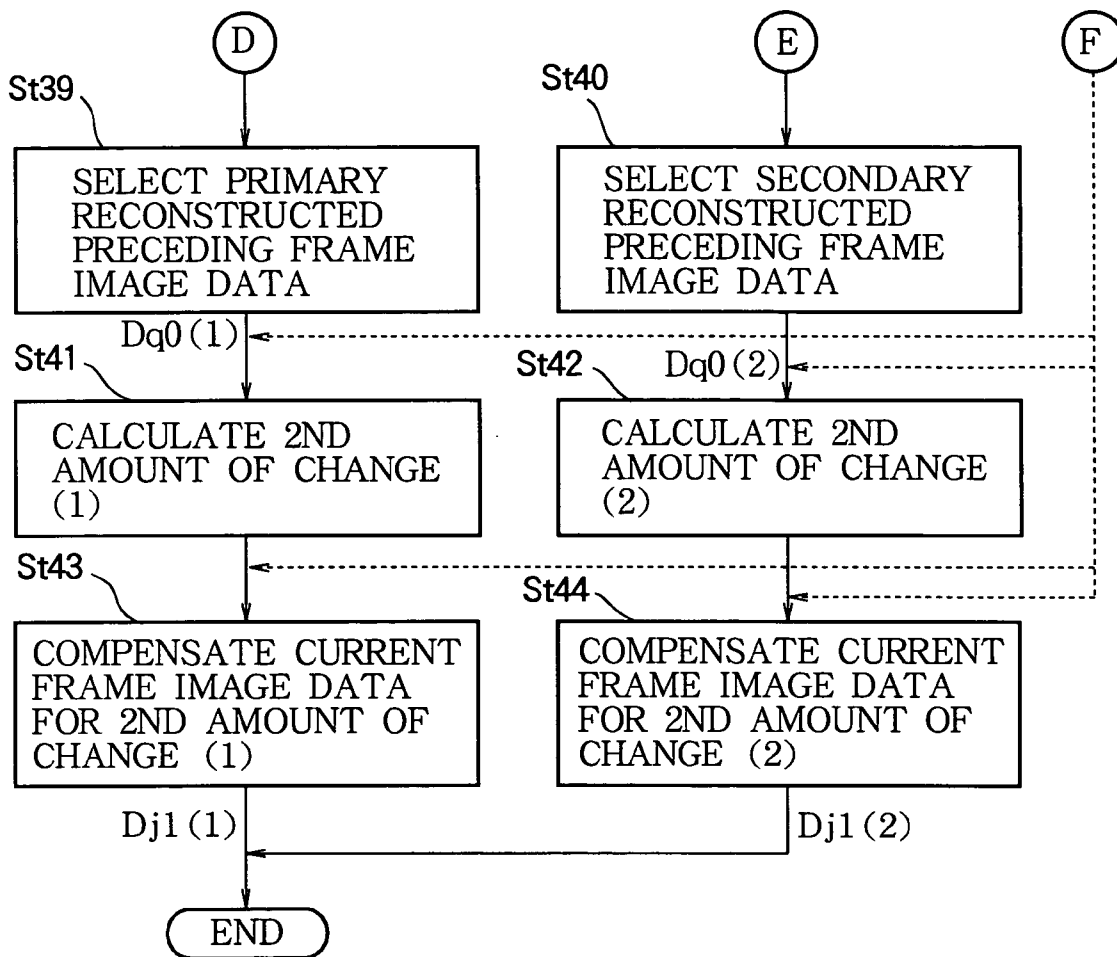 D
E
F
St39
St40
SELECT PRIMARY
RECONSTRUCTED
PRECEDING FRAME
IMAGE DATA
SELECT SECONDARY
RECONSTRUCTED
PRECEDING FRAME
IMAGE DATA
Dq0(1)
Dq0(2)
St41
St42
CALCULATE 2ND
AMOUNT OF CHANGE
(1)
CALCULATE 2ND
AMOUNT OF CHANGE
(2)
St43
St44
COMPENSATE CURRENT
FRAME IMAGE DATA
FOR 2ND AMOUNT OF
CHANGE (1)
COMPENSATE CURRENT
FRAME IMAGE DATA
FOR 2ND AMOUNT OF
CHANGE (2)
Dj1(1)
Dj1(2)
END